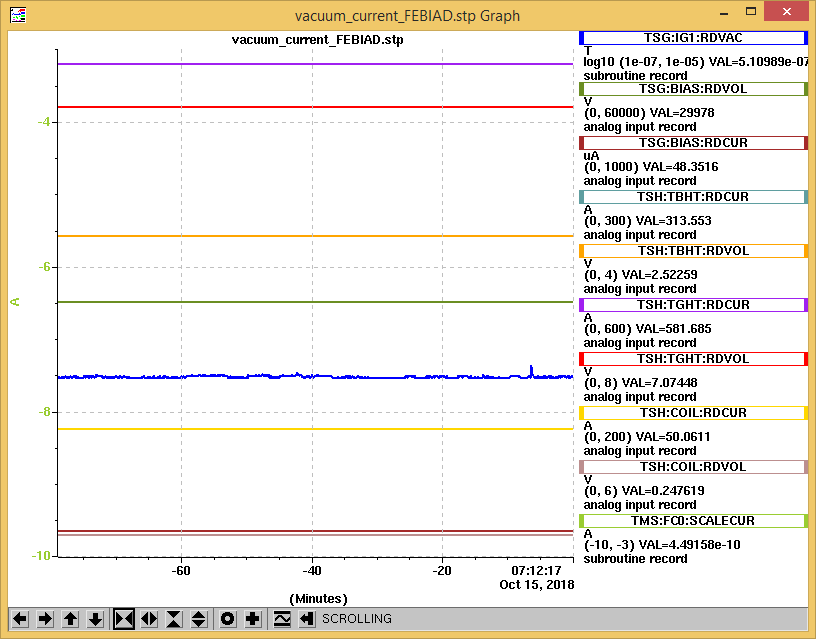 vacuum_current_FEBIAD.stp Graph
vacuum_current_FEBIAD.stp
A
-4
-6
-8
-10
-60
-40
-20
07:12:17
Oct 15, 2018
(Minutes)
TSG:IG1:RDVAC
T
log10 (1e-07, 1e-05) VAL=5.10989e-07
subroutine record
TSG:BIAS:RDVOL
V
(0, 60000) VAL=29978
analog input record
TSG:BIAS:RDCUR
uA
(0, 1000) VAL=48.3516
analog input record
TSH:TBHT:RDCUR
A
(0, 300) VAL=313.553
analog input record
TSH:TBHT:RDVOL
V
(0, 4) VAL=2.52259
analog input record
TSH:TGHT:RDCUR
A
(0, 600) VAL=581.685
analog input record
TSH:TGHT:RDVOL
V
(0, 8) VAL=7.07448
analog input record
TSH:COIL:RDCUR
A
(0, 200) VAL=50.0611
analog input record
TSH:COIL:RDVOL
V
(0, 6) VAL=0.247619
analog input record
TMS:FC0:SCALECUR
A
(-10, -3) VAL=4.49158e-10
subroutine record
SCROLLING